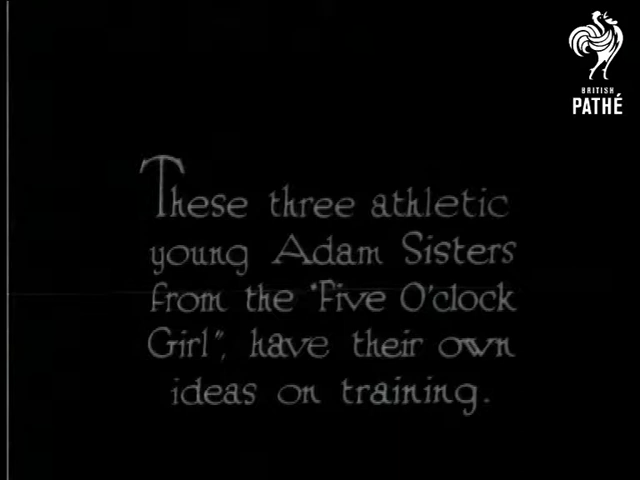 BRITISH
PATHÉ
These three athletic
young Adam Sisters
from the "Five O'clock
Girl", have their own
ideas on training.